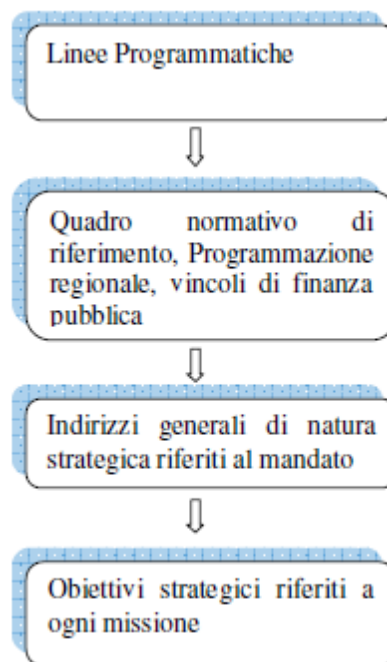 Linee Programmatiche
Quadro normativo di
riferimento, Programmazione
regionale, vincoli di finanza
pubblica
Indirizzi generali di natura
strategica riferiti al mandato
Obiettivi strategici riferiti a
ogni missione